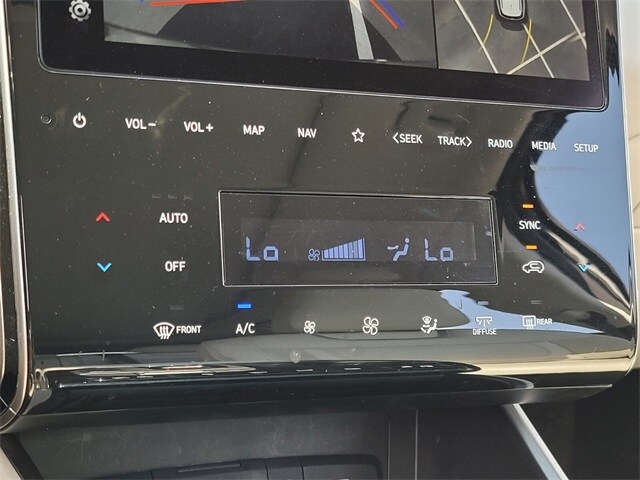 VOL− VOL+ MAP NAV ☆ <SEEK TRACK> RADIO MEDIA SETUP
AUTO SYNC
Lo Lo
OFF
FRONT A/C DIFFUSE REAR